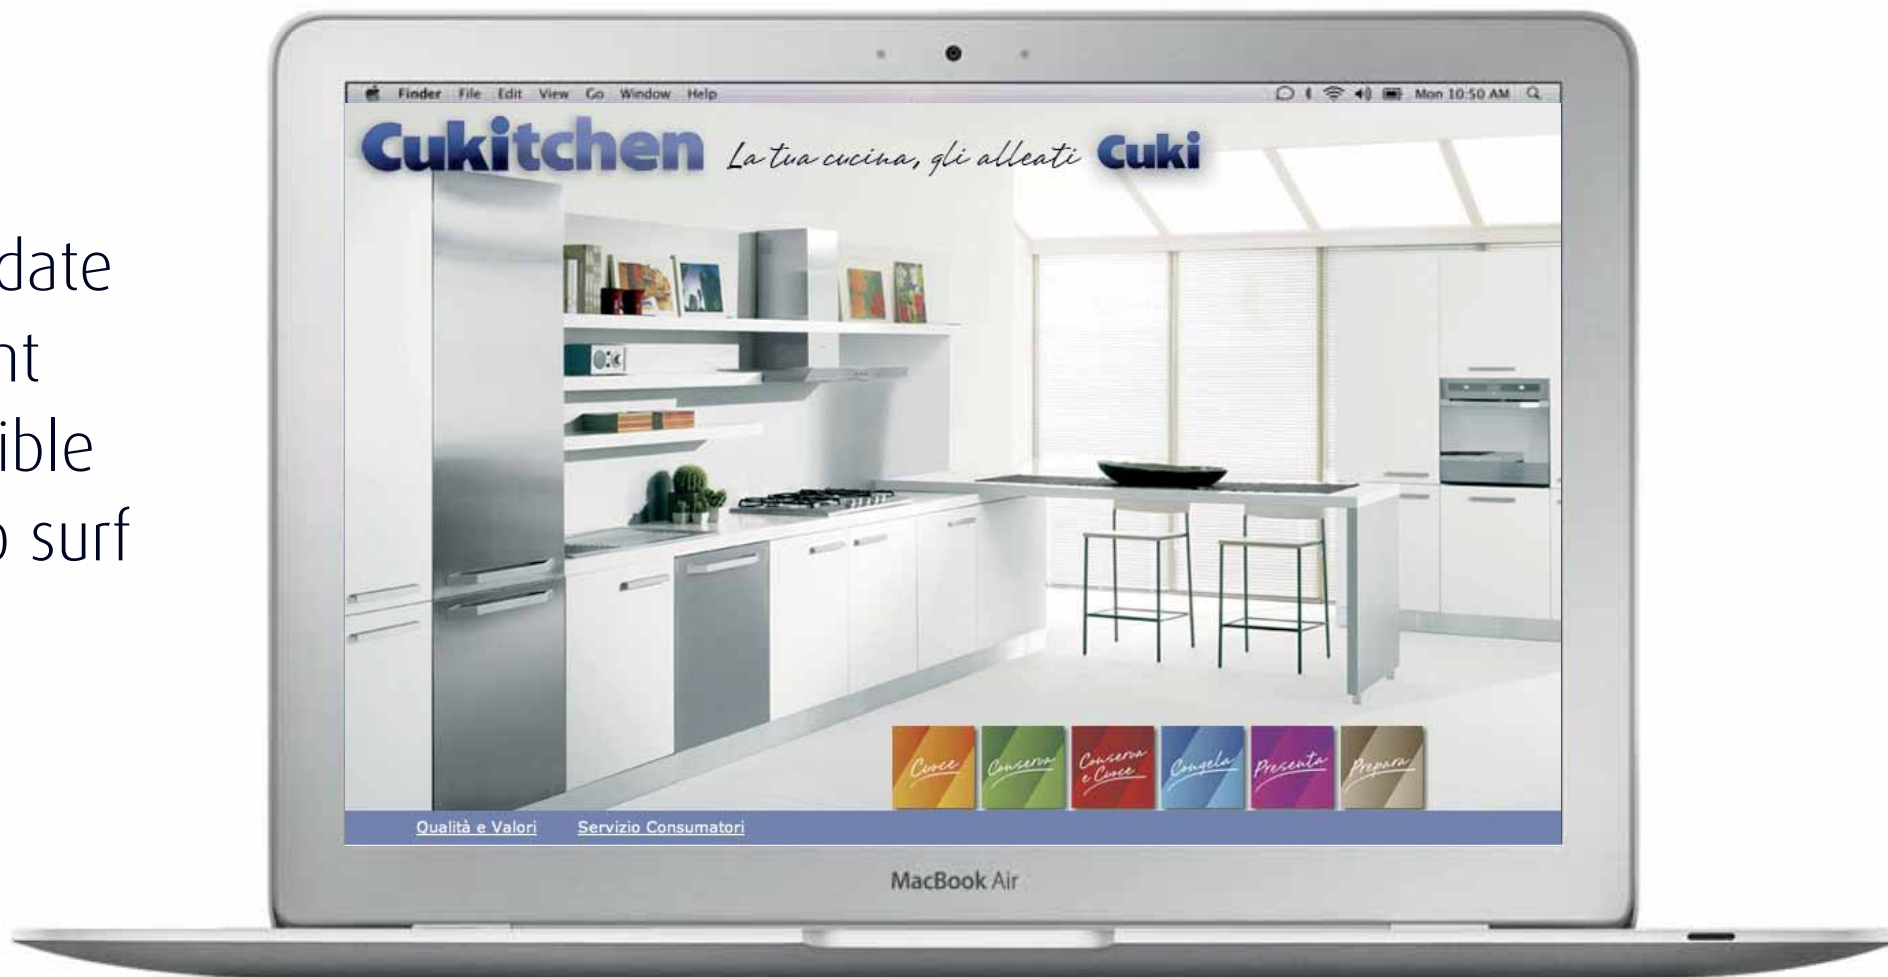 date
nt
ible
o surf
Finder File Edit View Go Window Help
Mon 10:50 AM
Cukitchen La tua cucina, gli alleati Cuki
Cuoce
Conserva
Conserva
e Cuoce
Congela
Presenta
Prepara
Qualità e Valori Servizio Consumatori
MacBook Air